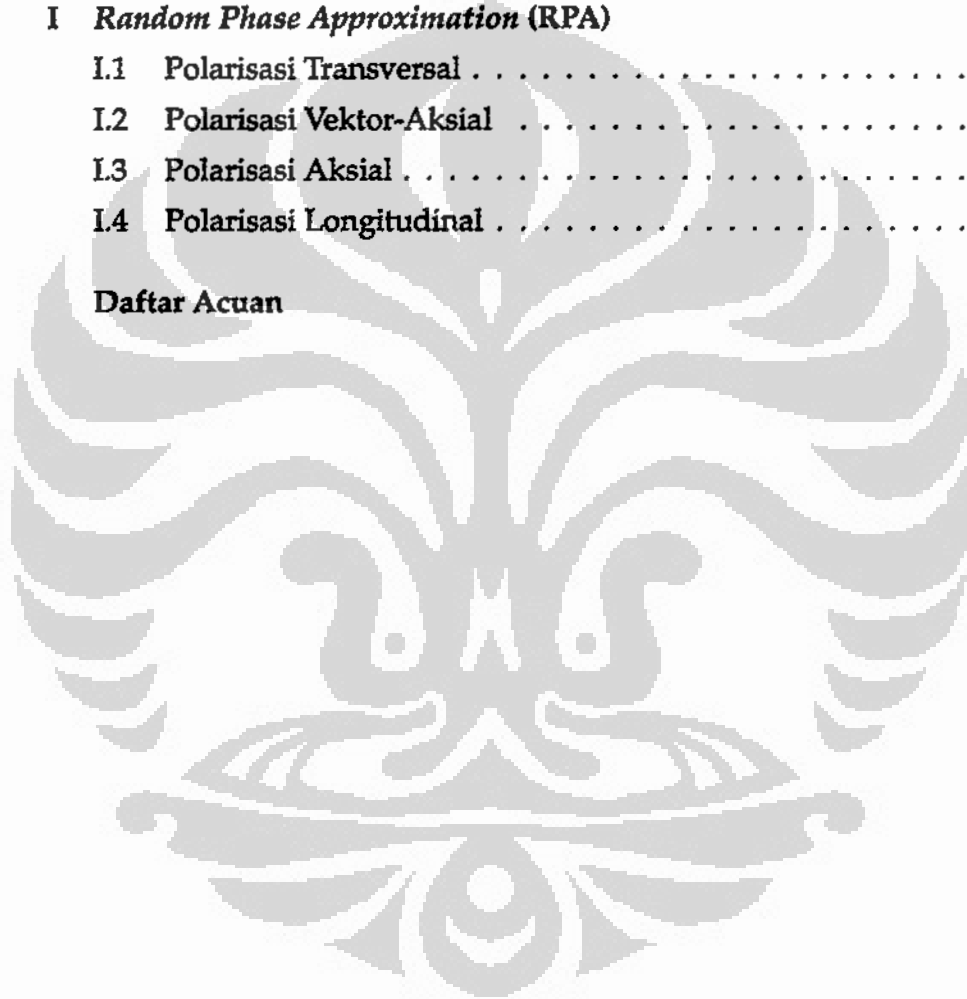 I Random Phase Approximation (RPA)
I.1 Polarisasi Transversal . . . . . . . . . . . . . . . . . . . . . .
I.2 Polarisasi Vektor-Aksial . . . . . . . . . . . . . . . . . . . .
I.3 Polarisasi Aksial . . . . . . . . . . . . . . . . . . . . . . . . .
I.4 Polarisasi Longitudinal . . . . . . . . . . . . . . . . . . . . .
Daftar Acuan